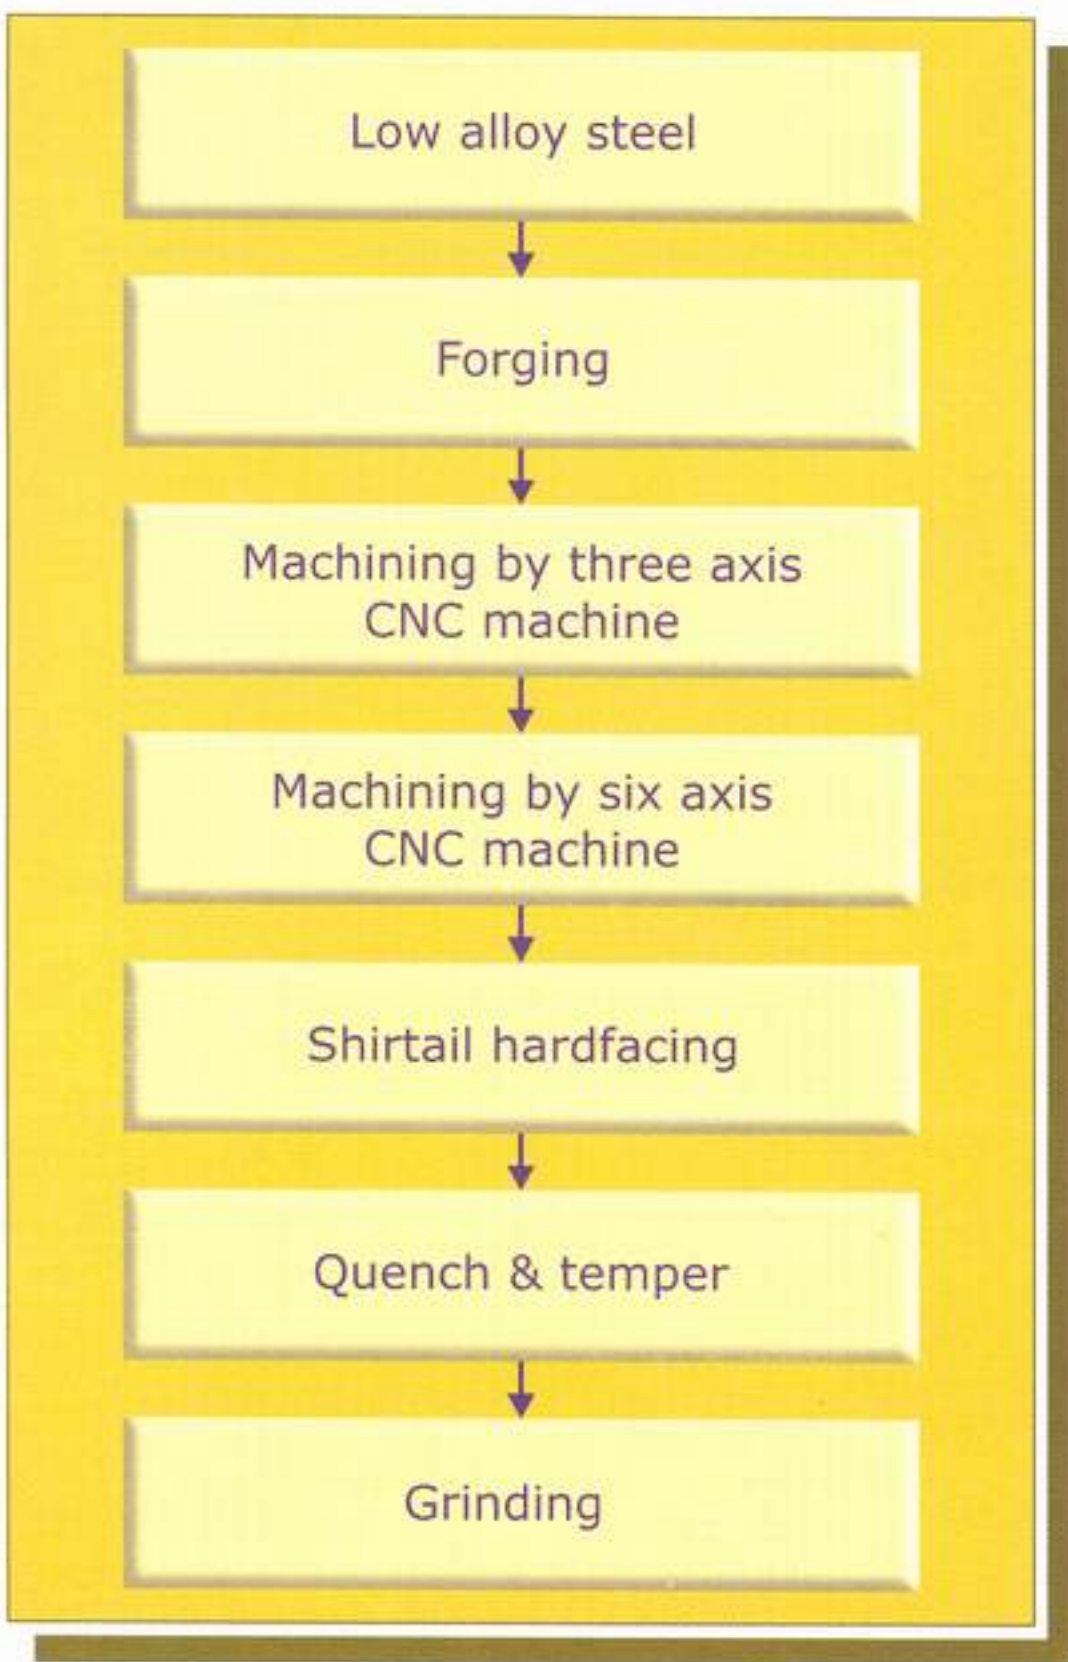 Low alloy steel
Forging
Machining by three axis
CNC machine
Machining by six axis
CNC machine
Shirtail hardfacing
Quench & temper
Grinding